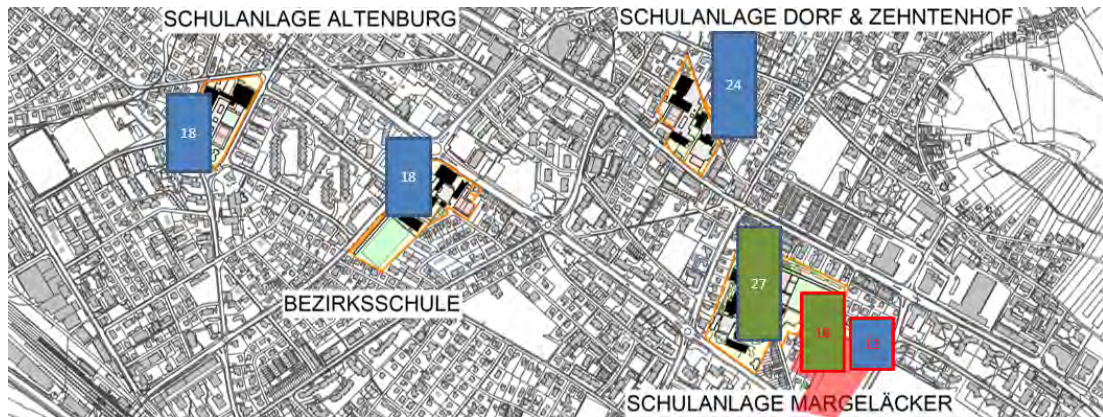 SCHULANLAGE ALTENBURG
SCHULANLAGE DORF & ZEHNTENHOF
24
18
18
BEZIRKSSCHULE
27
18
12
SCHULANLAGE MARGELÄCKER